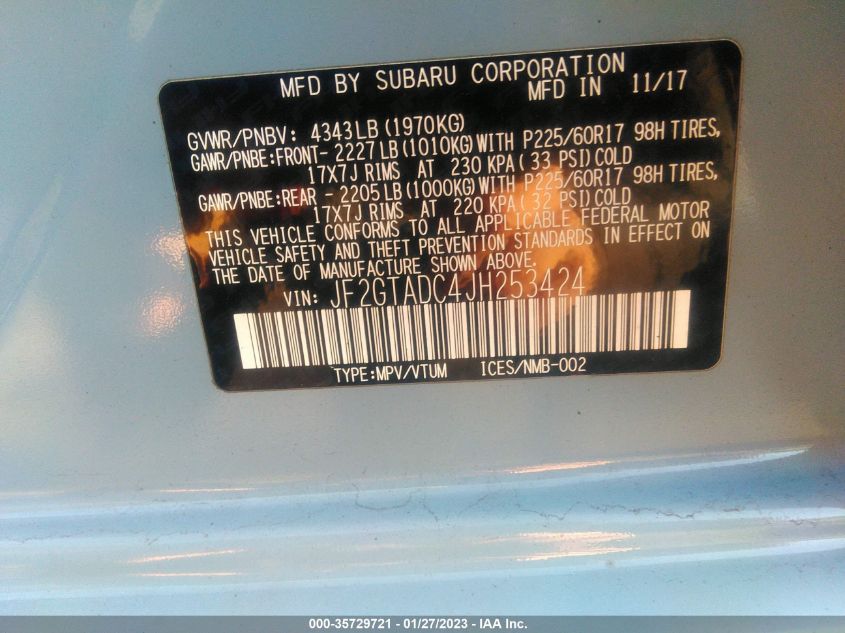 MFD BY SUBARU CORPORATION
MFD IN 11/17
GVWR/PNBV: 4343LB (1970KG)
GAWR/PNBE:FRONT- 2227LB (1010KG) WITH P225/60R17 98H TIRES,
17X7J RIMS AT 230 KPA ( 33 PSI) COLD
GAWR/PNBE:REAR - 2205LB (1000KG) WITH P225/60R17 98H TIRES,
17X7J RIMS AT 220 KPA ( 32 PSI) COLD
THIS VEHICLE CONFORMS TO ALL APPLICABLE FEDERAL MOTOR
VEHICLE SAFETY AND THEFT PREVENTION STANDARDS IN EFFECT ON
THE DATE OF MANUFACTURE SHOWN ABOVE.
VIN: JF2GTADC4JH253424
TYPE:MPV/VTUM ICES/NMB-002
000-35729721 - 01/27/2023 - IAA Inc.